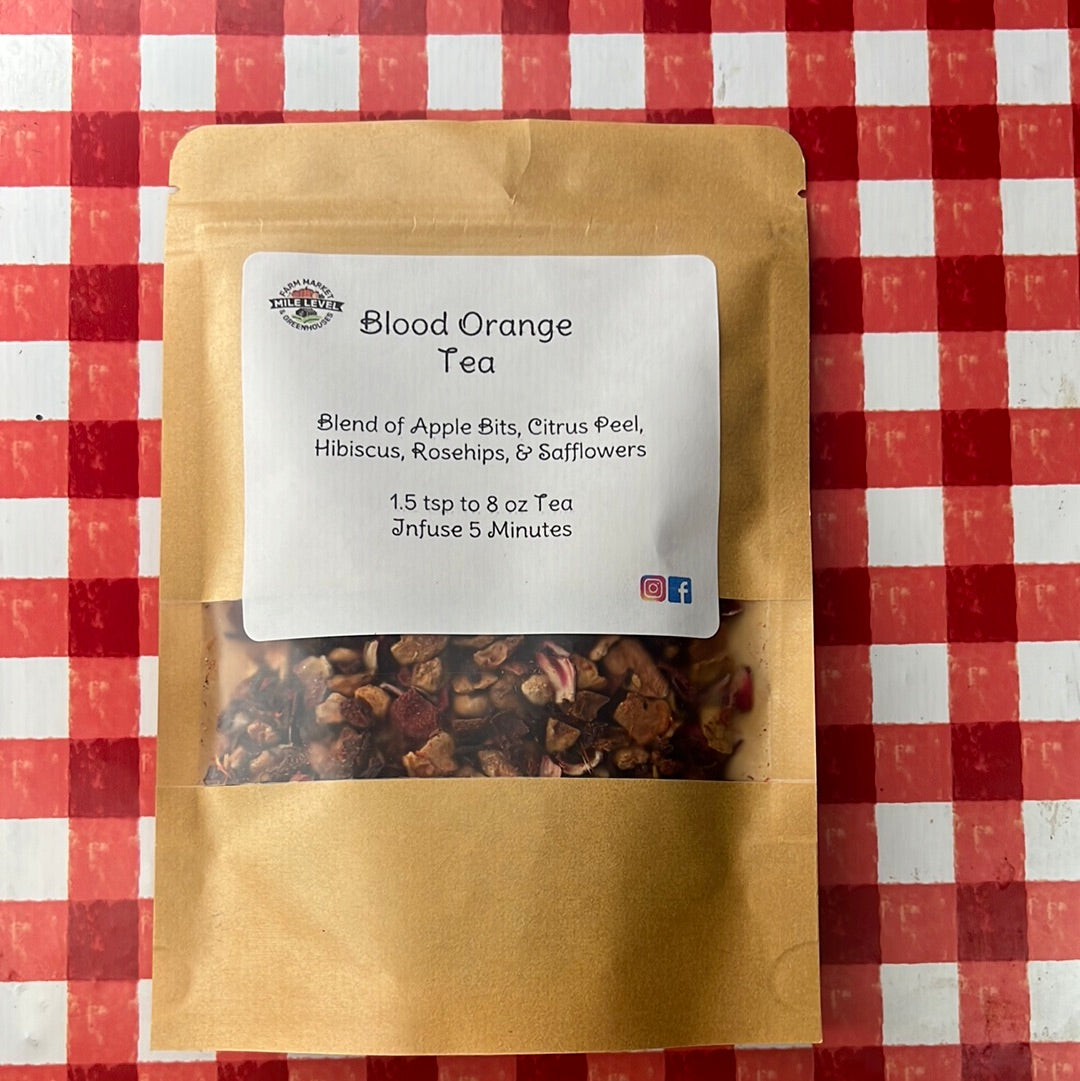 FARM MARKET
MILE LEVEL
& GREENHOUSES
Blood Orange
Tea
Blend of Apple Bits, Citrus Peel,
Hibiscus, Rosehips, & Safflowers
1.5 tsp to 8 oz Tea
Infuse 5 Minutes